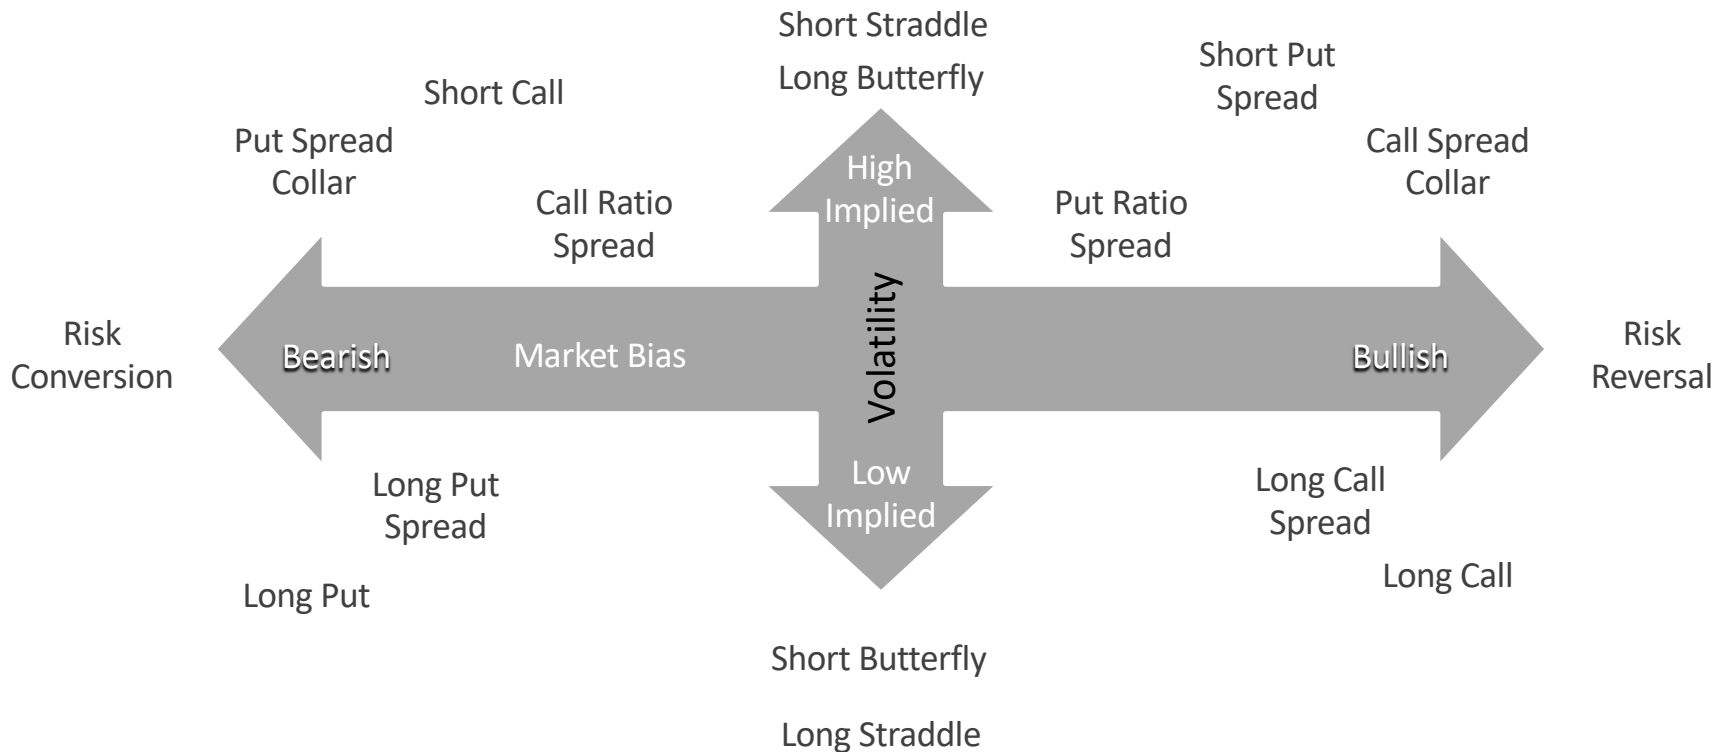 Short Straddle
Long Butterfly
Short Put
Spread
Short Call
Put Spread
Collar
Call Spread
Collar
High
Implied
Call Ratio
Spread
Put Ratio
Spread
Volatility
Risk
Conversion
Bearish
Market Bias
Bullish
Risk
Reversal
Low
Implied
Long Put
Spread
Long Call
Spread
Long Put
Long Call
Short Butterfly
Long Straddle